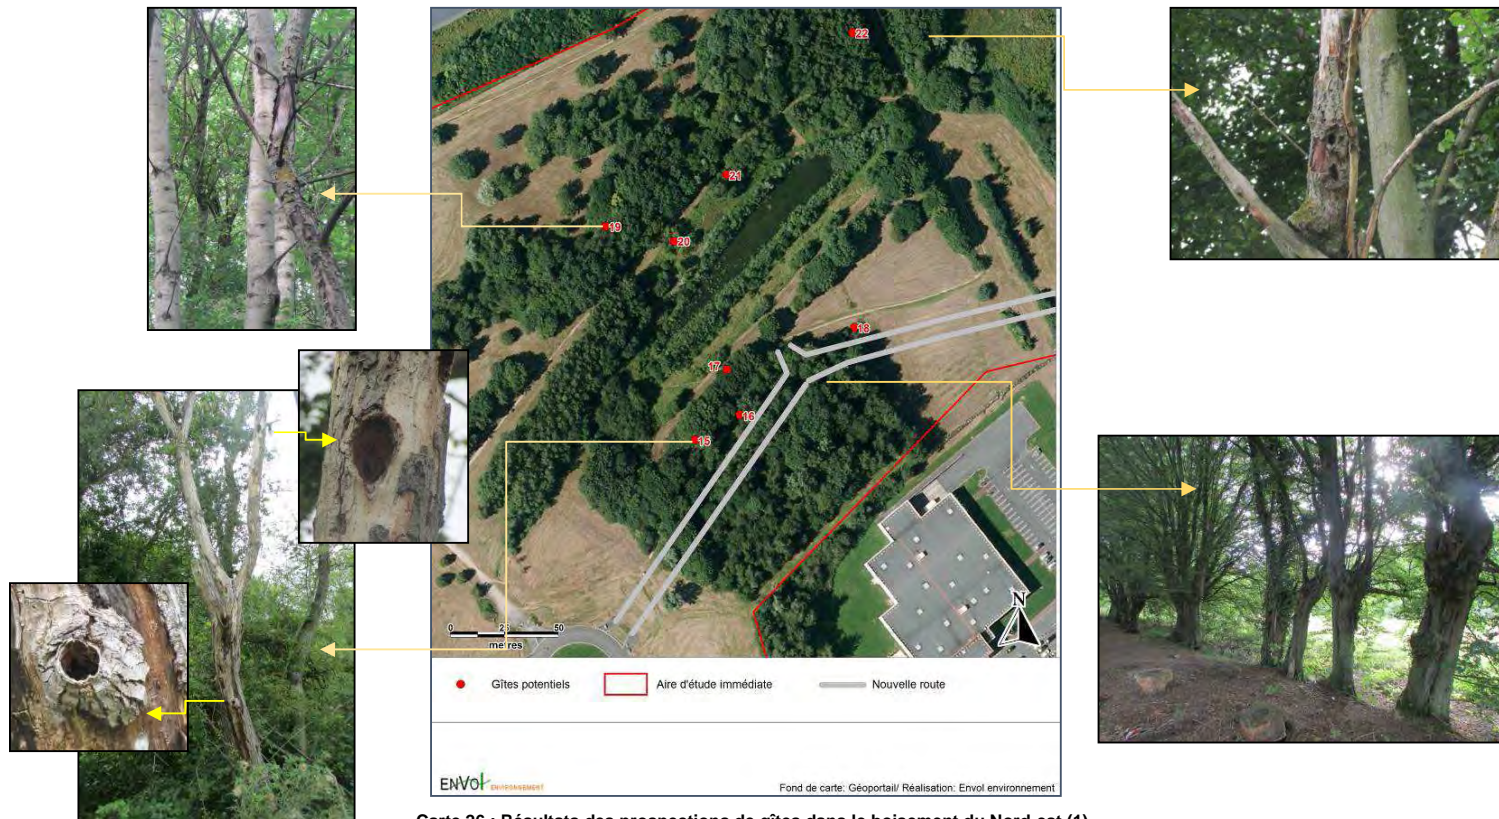 22
21
19
20
18
17
16
15
N
0 25 50
metres
Gîtes potentiels Aire d'étude immédiate Nouvelle route
ENVOL ENVIRONNEMENT
Fond de carte: Géoportail/ Réalisation: Envol environnement
Carte 26 : Résultats des prospections de gîtes dans le boisement du Nord-est (1)